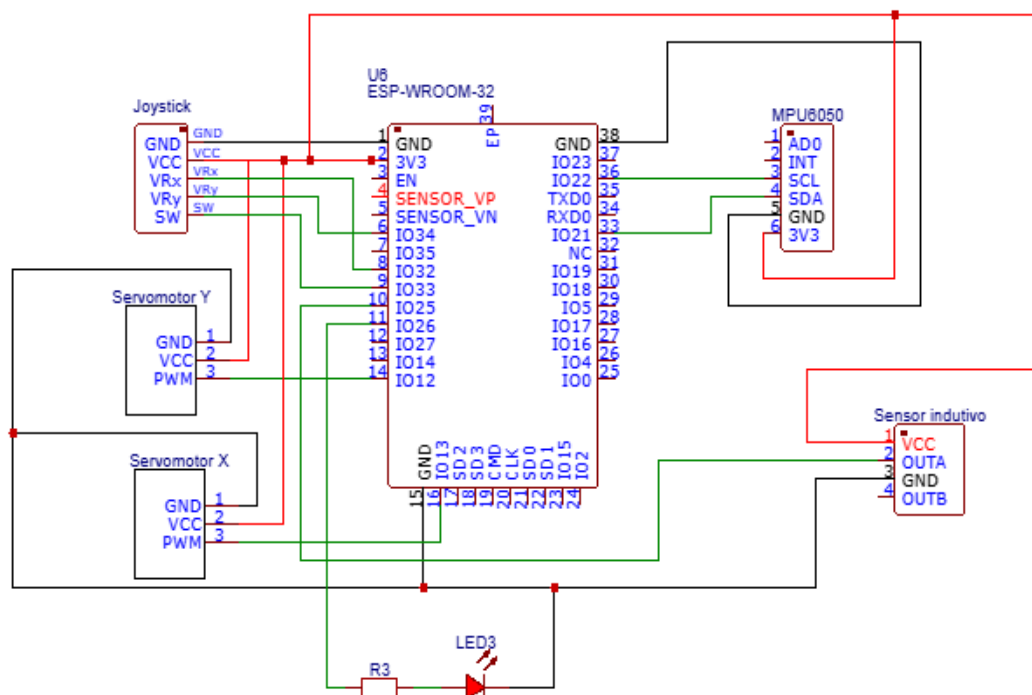 U6
ESP-WROOM-32
Joystick
GND
VCC
VRx
VRy
SW
GND
VCC
VRx
VRy
SW
1 GND
2 3V3
3 EN
4 SENSOR_VP
5 SENSOR_VN
6 IO34
7 IO35
8 IO32
9 IO33
10 IO25
11 IO26
12 IO27
13 IO14
14 IO12
EP 39
GND 38
IO23 37
IO22 36
TXD0 35
RXD0 34
IO21 33
NC 32
IO19 31
IO18 30
IO5 29
IO17 28
IO16 27
IO4 26
IO0 25
GND 15
IO13 16
SD2 17
SD3 18
CMD 19
CLK 20
SD0 21
SD1 22
IO15 23
IO2 24
MPU6050
1 AD0
2 INT
3 SCL
4 SDA
5 GND
6 3V3
Servomotor Y
GND 1
VCC 2
PWM 3
Servomotor X
GND 1
VCC 2
PWM 3
Sensor indutivo
1 VCC
2 OUTA
3 GND
4 OUTB
R3
LED3